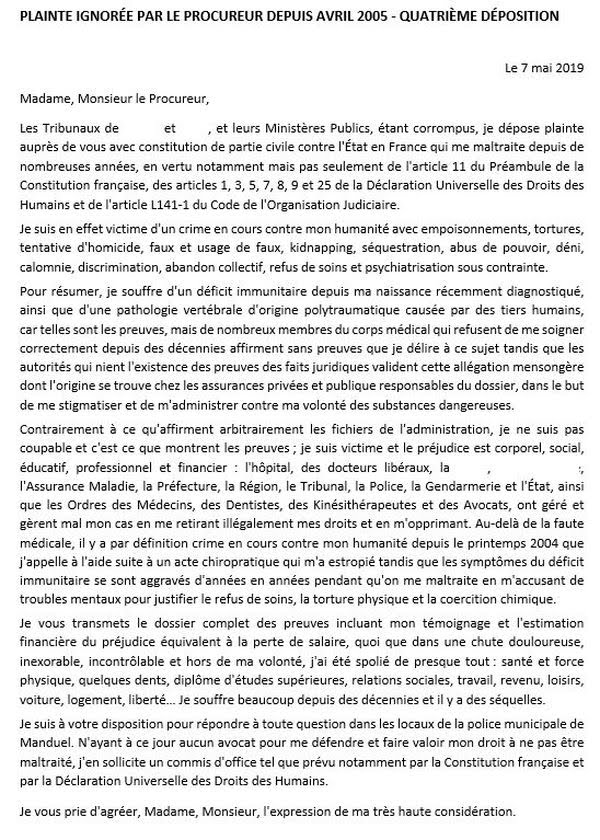 PLAINTE IGNORÉE PAR LE PROCUREUR DEPUIS AVRIL 2005 - QUATRIÈME DÉPOSITION
Le 7 mai 2019
Madame, Monsieur le Procureur,
Les Tribunaux de et , et leurs Ministères Publics, étant corrompus, je dépose plainte
auprès de vous avec constitution de partie civile contre l'État en France qui me maltraite depuis de
nombreuses années, en vertu notamment mais pas seulement de l'article 11 du Préambule de la
Constitution française, des articles 1, 3, 5, 7, 8, 9 et 25 de la Déclaration Universelle des Droits des
Humains et de l'article L141-1 du Code de l'Organisation Judiciaire.
Je suis en effet victime d'un crime en cours contre mon humanité avec empoisonnements, tortures,
tentative d'homicide, faux et usage de faux, kidnapping, séquestration, abus de pouvoir, déni,
calomnie, discrimination, abandon collectif, refus de soins et psychiatrisation sous contrainte.
Pour résumer, je souffre d'un déficit immunitaire depuis ma naissance récemment diagnostiqué,
ainsi que d'une pathologie vertébrale d'origine polytraumatique causée par des tiers humains,
car telles sont les preuves, mais de nombreux membres du corps médical qui refusent de me soigner
correctement depuis des décennies affirment sans preuves que je délire à ce sujet tandis que les
autorités qui nient l'existence des preuves des faits juridiques valident cette allégation mensongère
dont l'origine se trouve chez les assurances privées et publique responsables du dossier, dans le but
de me stigmatiser et de m'administrer contre ma volonté des substances dangereuses.
Contrairement à ce qu'affirment arbitrairement les fichiers de l'administration, je ne suis pas
coupable et c'est ce que montrent les preuves ; je suis victime et le préjudice est corporel, social,
éducatif, professionnel et financier : l'hôpital, des docteurs libéraux, la , ,
l'Assurance Maladie, la Préfecture, la Région, le Tribunal, la Police, la Gendarmerie et l'État, ainsi
que les Ordres des Médecins, des Dentistes, des Kinésithérapeutes et des Avocats, ont géré et
gèrent mal mon cas en me retirant illégalement mes droits et en m'opprimant. Au-delà de la faute
médicale, il y a par définition crime en cours contre mon humanité depuis le printemps 2004 que
j'appelle à l'aide suite à un acte chiropratique qui m'a estropié tandis que les symptômes du déficit
immunitaire se sont aggravés d'années en années pendant qu'on me maltraite en m'accusant de
troubles mentaux pour justifier le refus de soins, la torture physique et la coercition chimique.
Je vous transmets le dossier complet des preuves incluant mon témoignage et l'estimation
financière du préjudice équivalent à la perte de salaire, quoi que dans une chute douloureuse,
inexorable, incontrôlable et hors de ma volonté, j'ai été spolié de presque tout : santé et force
physique, quelques dents, diplôme d'études supérieures, relations sociales, travail, revenu, loisirs,
voiture, logement, liberté... Je souffre beaucoup depuis des décennies et il y a des séquelles.
Je suis à votre disposition pour répondre à toute question dans les locaux de la police municipale de
Manduel. N'ayant à ce jour aucun avocat pour me défendre et faire valoir mon droit à ne pas être
maltraité, j'en sollicite un commis d'office tel que prévu notamment par la Constitution française et
par la Déclaration Universelle des Droits des Humains.
Je vous prie d'agréer, Madame, Monsieur, l'expression de ma très haute considération.